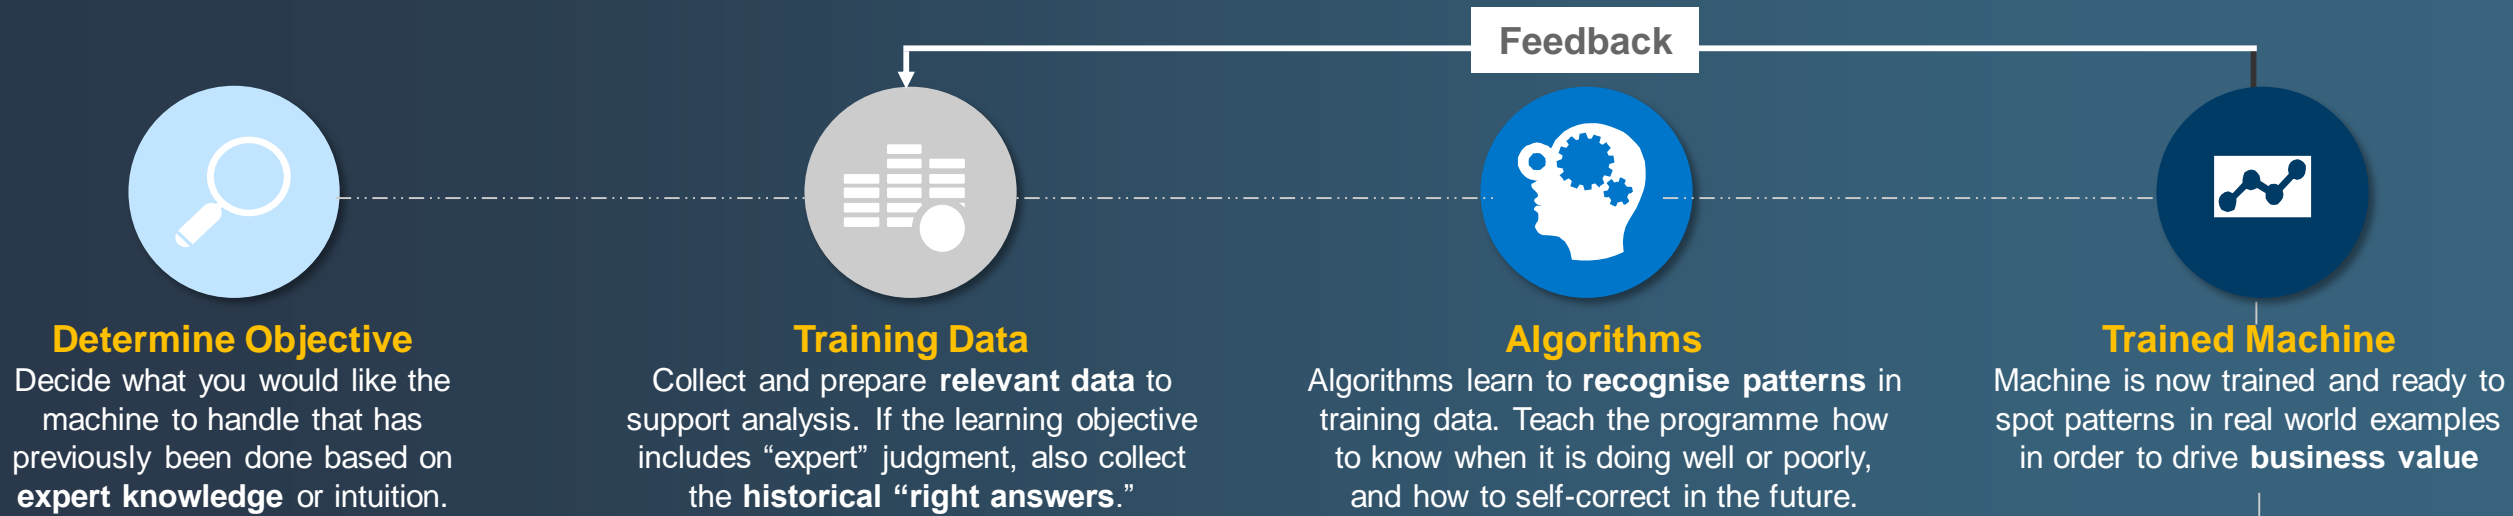 Feedback
Determine Objective
Decide what you would like the
machine to handle that has
previously been done based on
expert knowledge or intuition.
Training Data
Collect and prepare relevant data to
support analysis. If the learning objective
includes “expert” judgment, also collect
the historical “right answers.”
Algorithms
Algorithms learn to recognise patterns in
training data. Teach the programme how
to know when it is doing well or poorly,
and how to self-correct in the future.
Trained Machine
Machine is now trained and ready to
spot patterns in real world examples
in order to drive business value